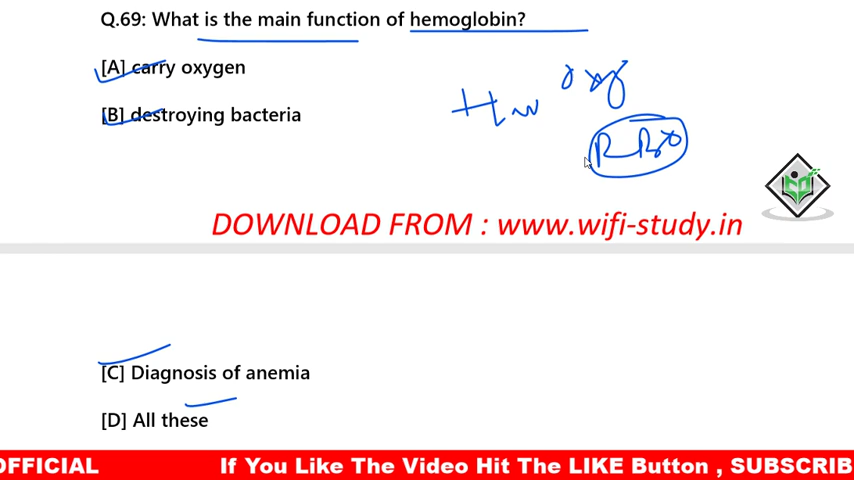 Q.69: What is the main function of hemoglobin?
[A] carry oxygen
[B] destroying bacteria
oxy
DOWNLOAD FROM : www.wifi-study.in
[C] Diagnosis of anemia
[D] All these
OFFICIAL If You Like The Video Hit The LIKE Button , SUBSCRIB